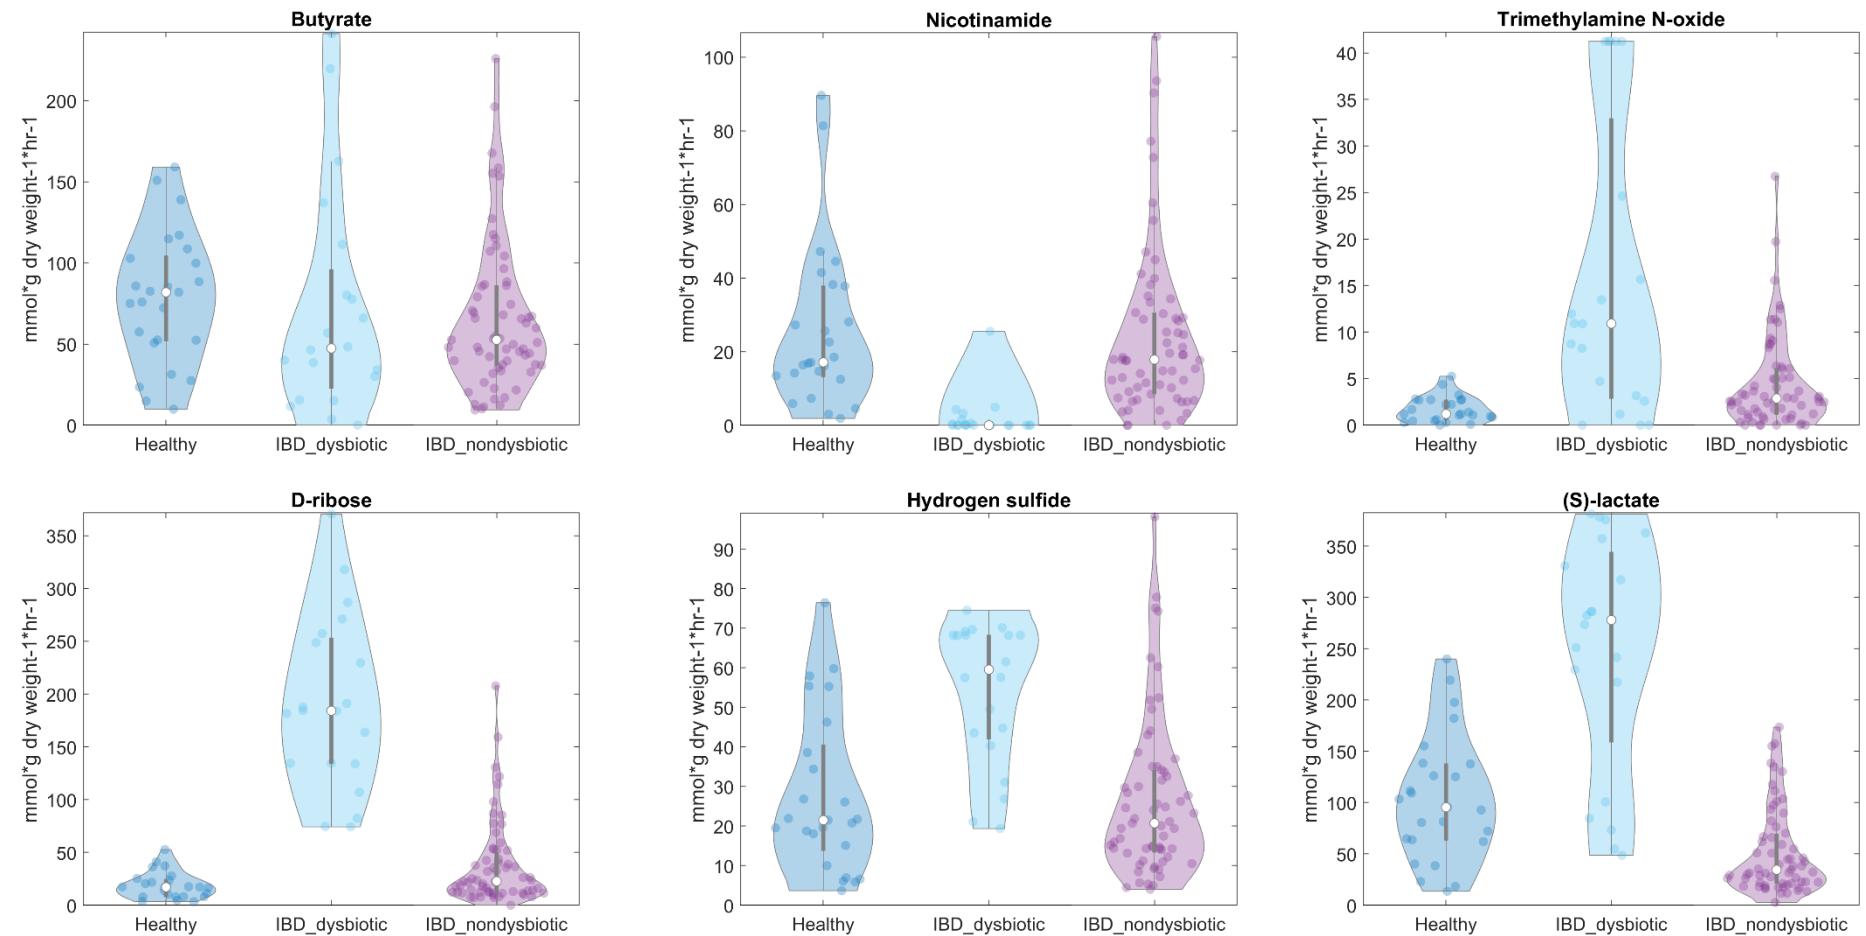 Butyrate
mmol*g dry weight-1*hr-1
200
150
100
50
0
Healthy IBD_dysbiotic IBD_nondysbiotic
Nicotinamide
mmol*g dry weight-1*hr-1
100
80
60
40
20
0
Healthy IBD_dysbiotic IBD_nondysbiotic
Trimethylamine N-oxide
mmol*g dry weight-1*hr-1
40
35
30
25
20
15
10
5
0
Healthy IBD_dysbiotic IBD_nondysbiotic
D-ribose
mmol*g dry weight-1*hr-1
350
300
250
200
150
100
50
0
Healthy IBD_dysbiotic IBD_nondysbiotic
Hydrogen sulfide
mmol*g dry weight-1*hr-1
90
80
70
60
50
40
30
20
10
0
Healthy IBD_dysbiotic IBD_nondysbiotic
(S)-lactate
mmol*g dry weight-1*hr-1
350
300
250
200
150
100
50
0
Healthy IBD_dysbiotic IBD_nondysbiotic